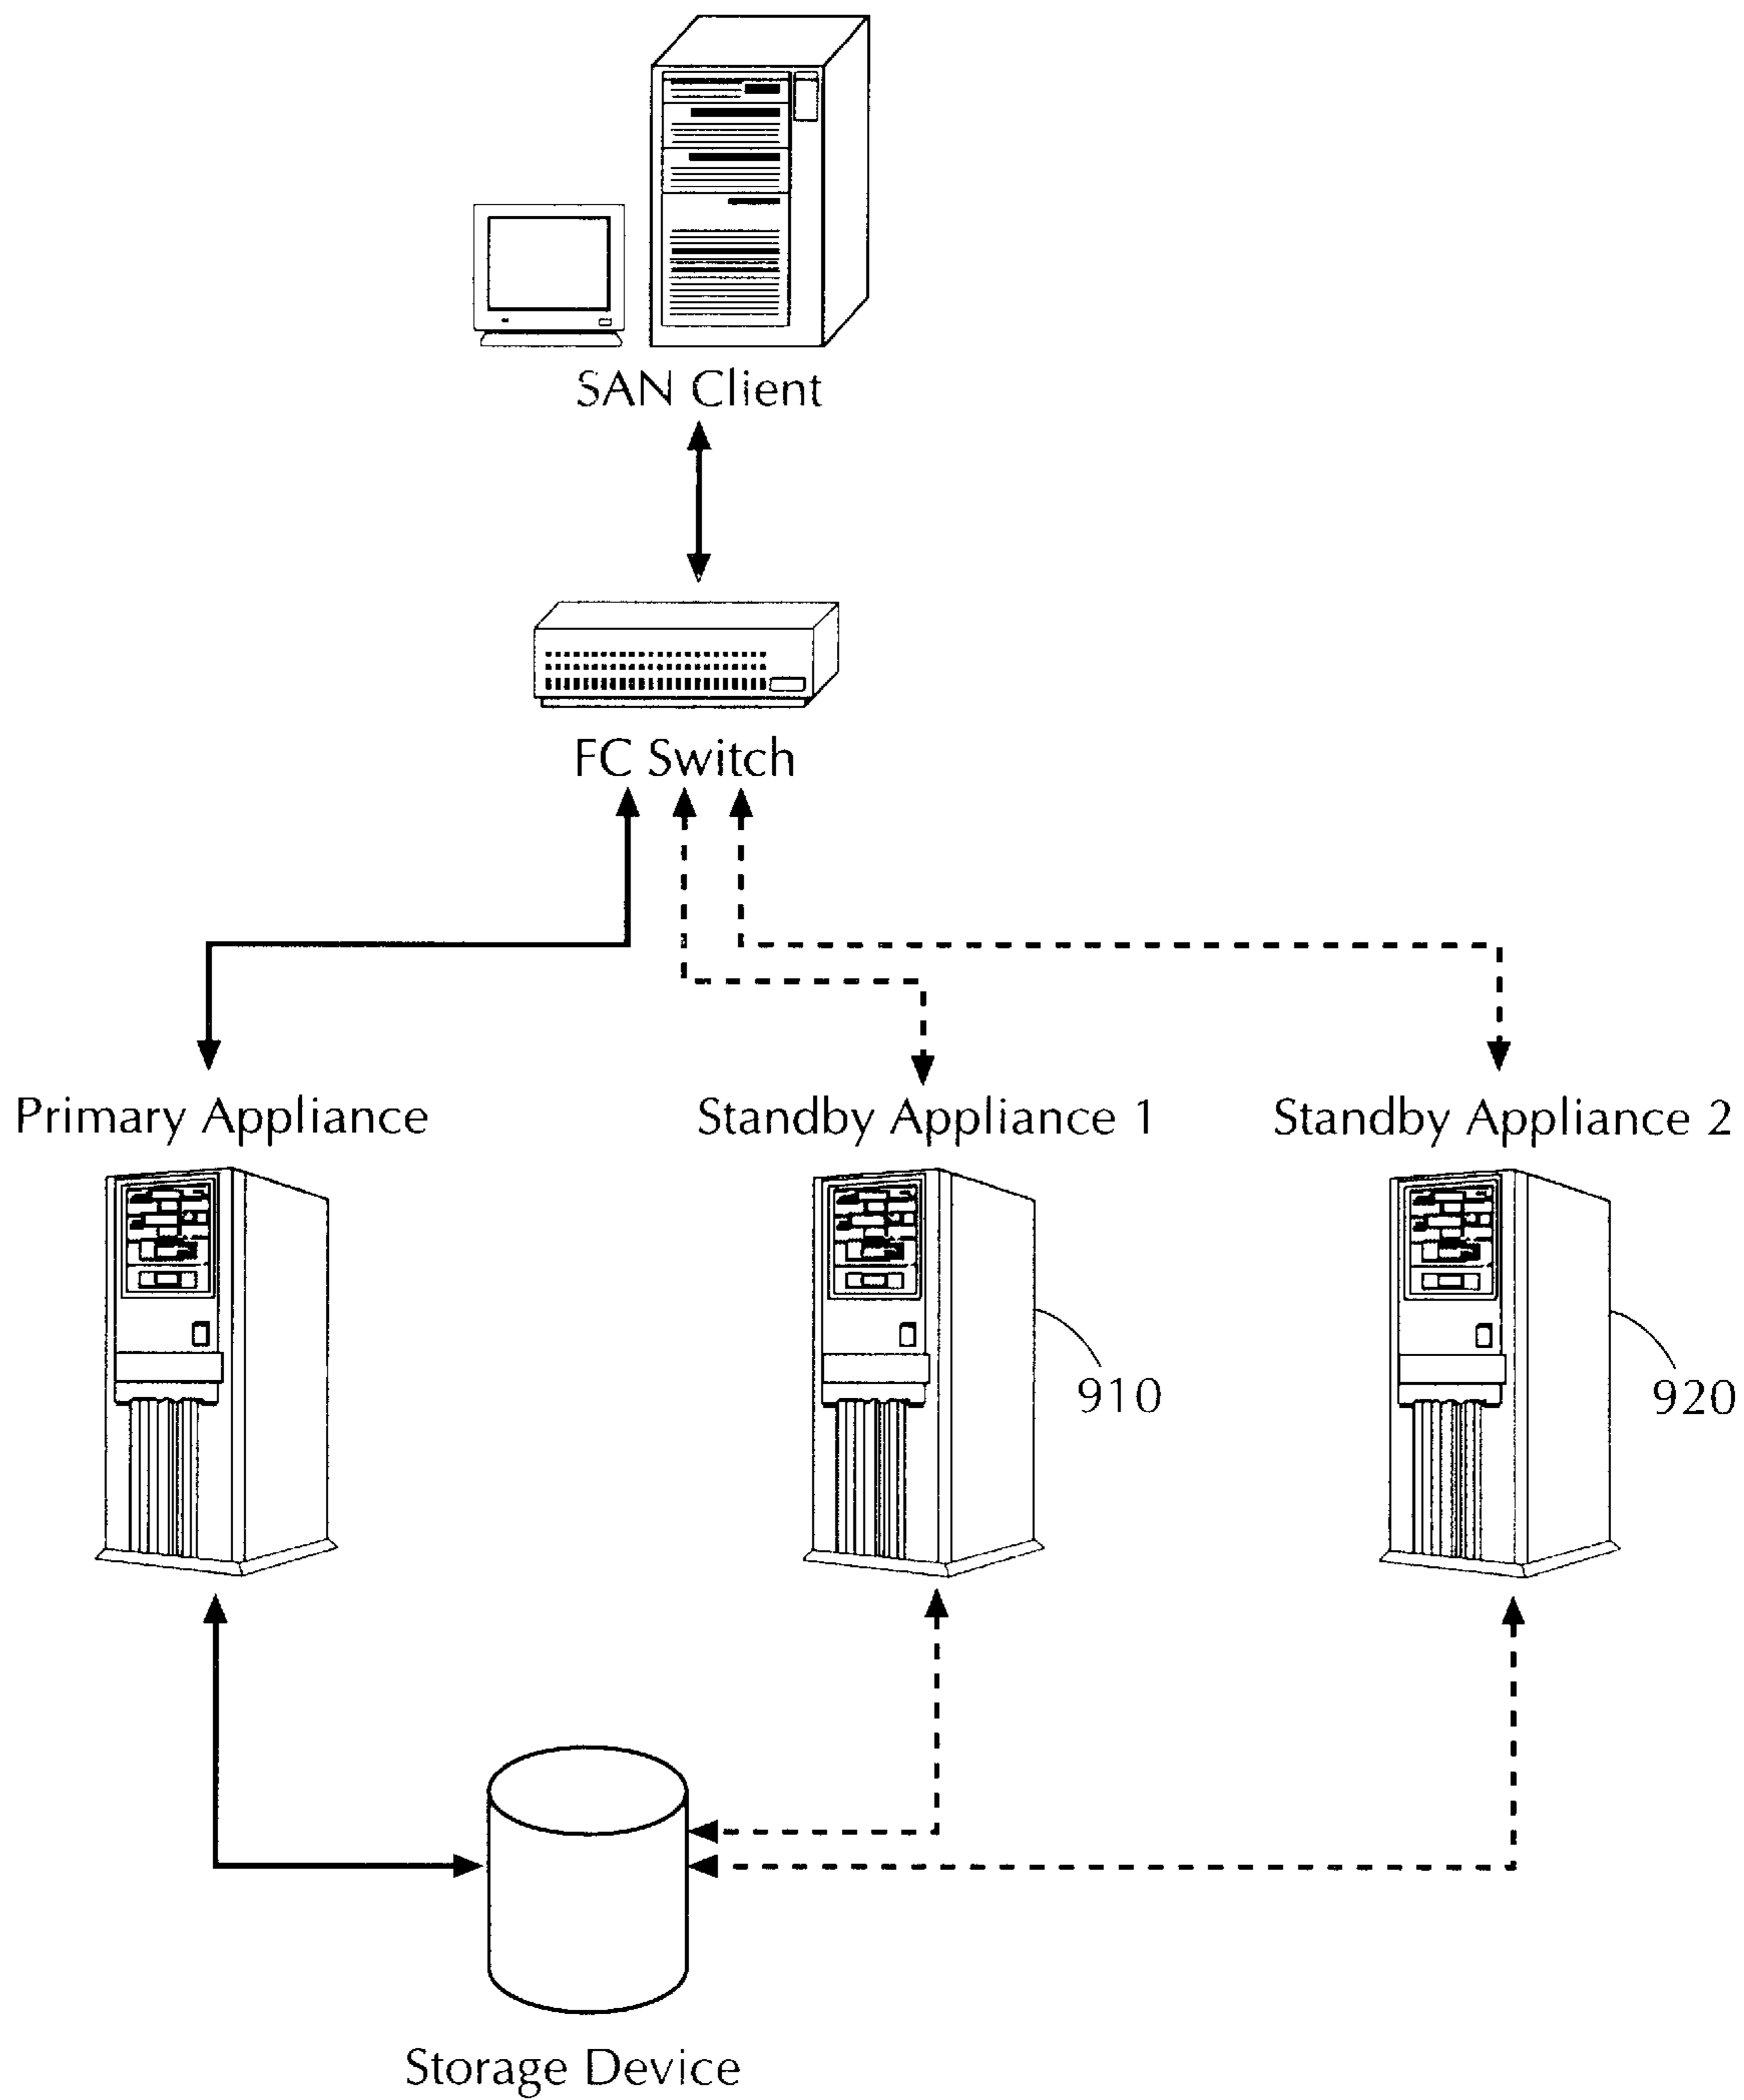 SAN Client
FC Switch
Primary Appliance
Standby Appliance 1
Standby Appliance 2
910
920
Storage Device